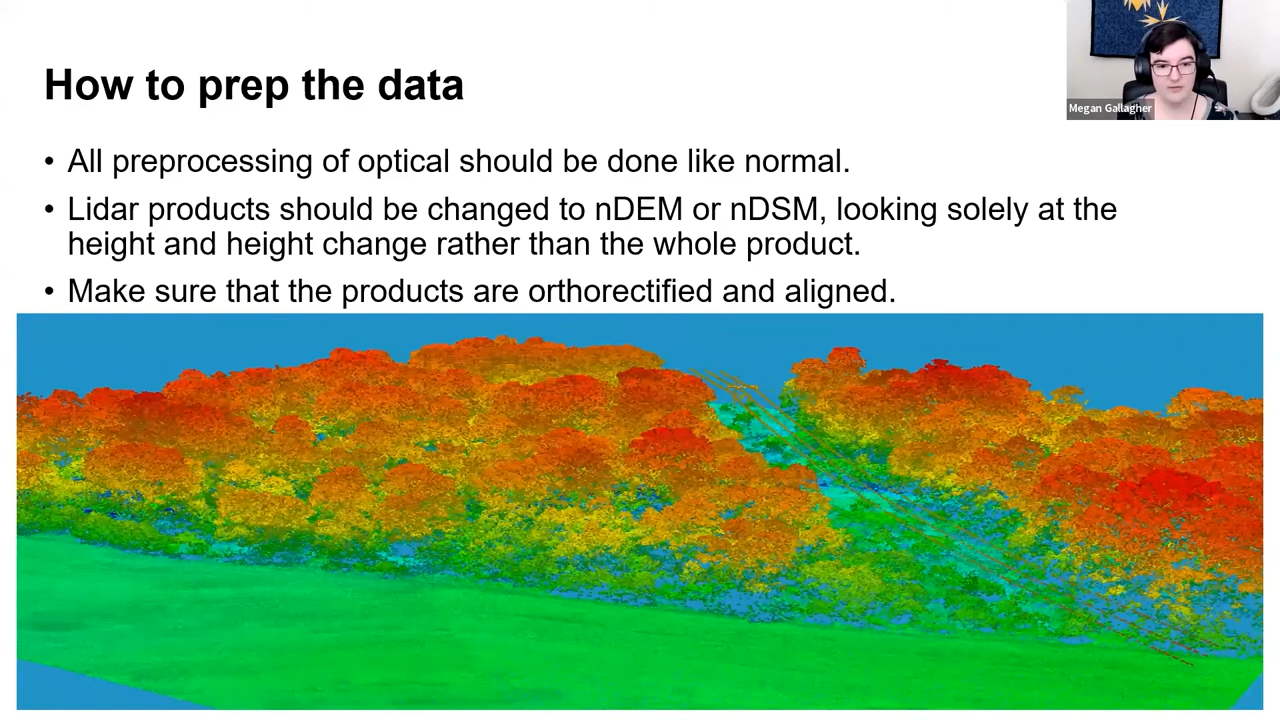 How to prep the data
Megan Gallagher
• All preprocessing of optical should be done like normal.
• Lidar products should be changed to nDEM or nDSM, looking solely at the
height and height change rather than the whole product.
• Make sure that the products are orthorectified and aligned.